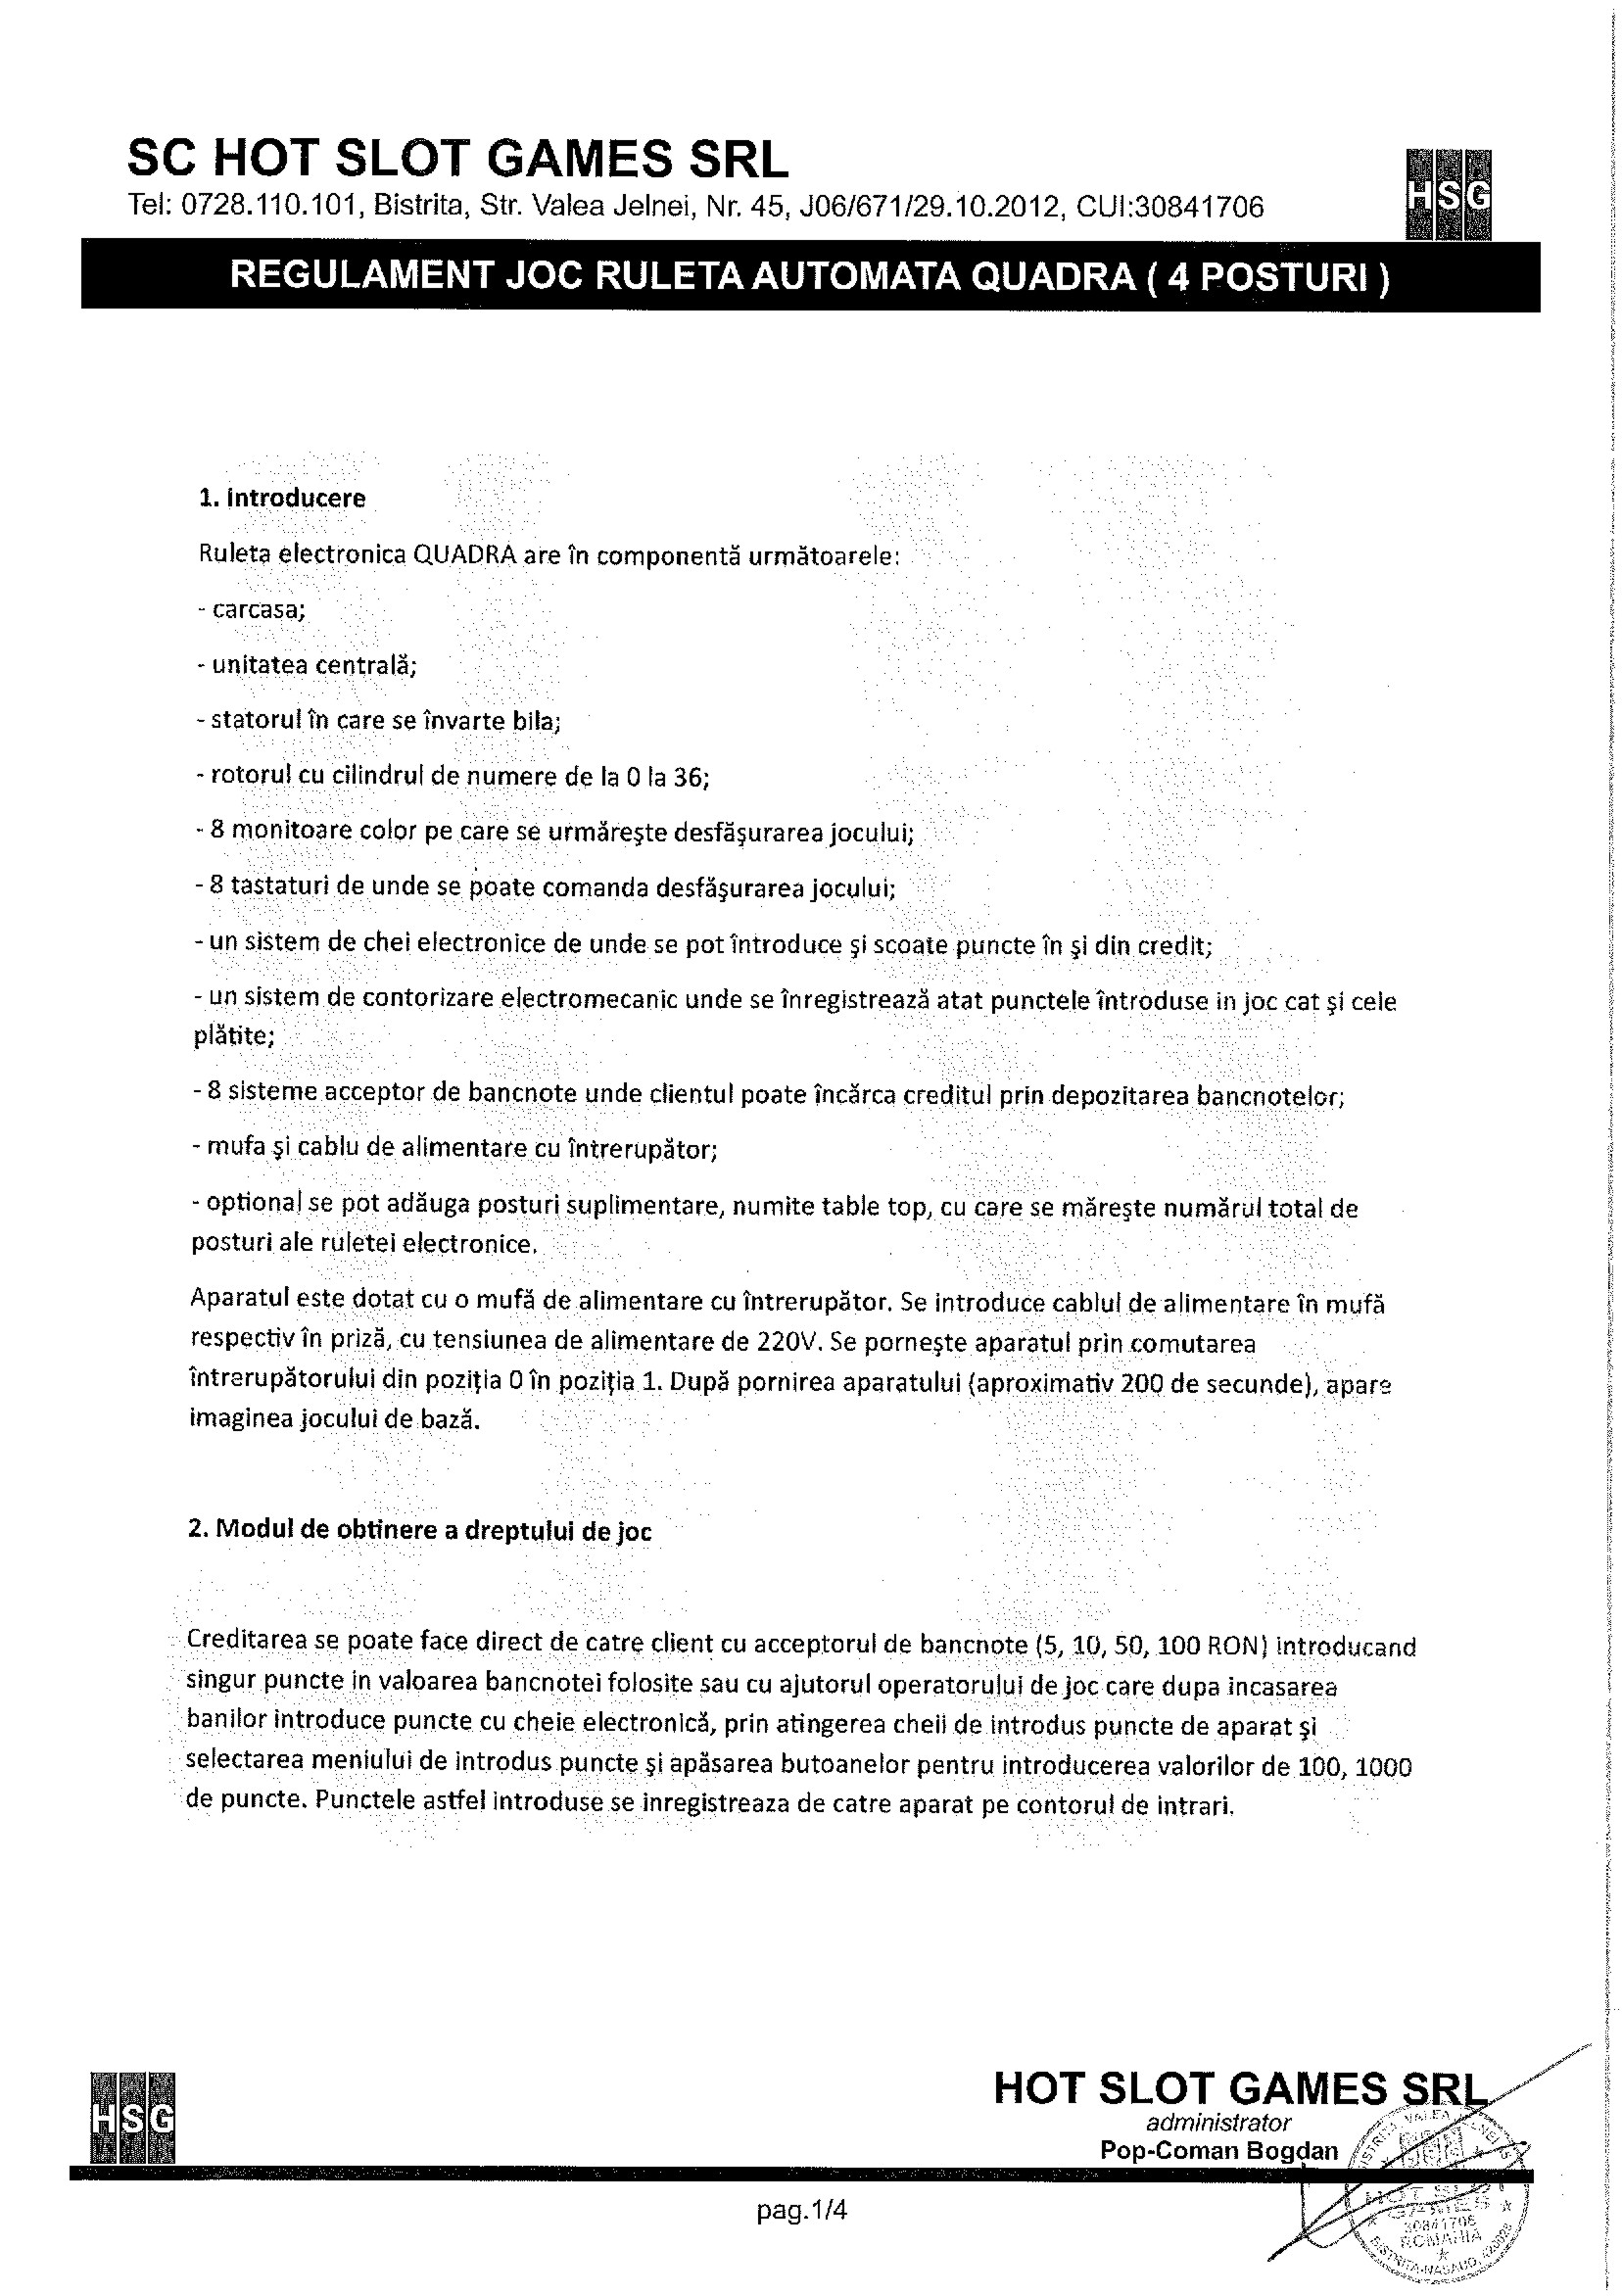 SC HOT SLOT GAMES SRL
Tel: 0728.110.101, Bistrita, Str. Valea Jelnei, Nr. 45, J06/671/29.10.2012, CUI:30841706
HSG
REGULAMENT JOC RULETA AUTOMATA QUADRA ( 4 POSTURI )
1. Introducere
Ruleta electronica QUADRA are în componentă următoarele:
- carcasa;
- unitatea centrală;
- statorul în care se învarte bila;
- rotorul cu cilindrul de numere de la 0 la 36;
- 8 monitoare color pe care se urmăreşte desfăşurarea jocului;
- 8 tastaturi de unde se poate comanda desfăşurarea jocului;
- un sistem de chei electronice de unde se pot întroduce şi scoate puncte în şi din credit;
- un sistem de contorizare electromecanic unde se înregistrează atat punctele întroduse in joc cat şi cele
plătite;
- 8 sisteme acceptor de bancnote unde clientul poate încărca creditul prin depozitarea bancnotelor;
- mufa şi cablu de alimentare cu întrerupător;
- optional se pot adăuga posturi suplimentare, numite table top, cu care se măreşte numărul total de
posturi ale ruletei electronice.
Aparatul este dotat cu o mufă de alimentare cu întrerupător. Se introduce cablul de alimentare în mufă
respectiv în priză, cu tensiunea de alimentare de 220V. Se porneşte aparatul prin comutarea
întrerupătorului din poziţia 0 în poziţia 1. După pornirea aparatului (aproximativ 200 de secunde), apare
imaginea jocului de bază.
2. Modul de obtinere a dreptului de joc
Creditarea se poate face direct de catre client cu acceptorul de bancnote (5, 10, 50, 100 RON) introducand
singur puncte in valoarea bancnotei folosite sau cu ajutorul operatorului de joc care dupa incasarea
banilor introduce puncte cu cheie electronică, prin atingerea cheii de introdus puncte de aparat şi
selectarea meniului de introdus puncte şi apăsarea butoanelor pentru introducerea valorilor de 100, 1000
de puncte. Punctele astfel introduse se inregistreaza de catre aparat pe contorul de intrari.
HSG
HOT SLOT GAMES SRL
administrator
Pop-Coman Bogdan
HOT SLOT
GAMES
30841706
ROMANIA
pag.1/4